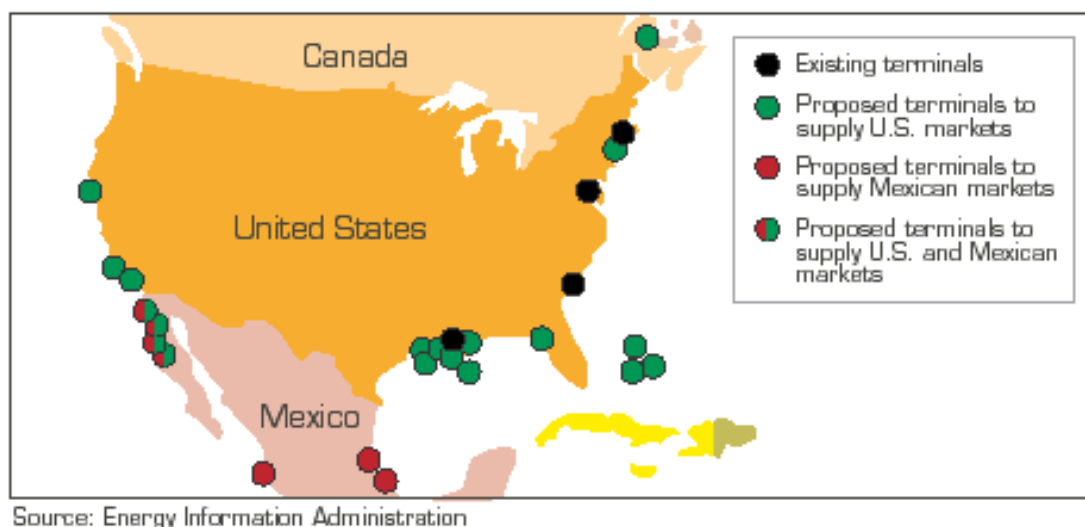 Canada
United States
Mexico
Existing terminals
Proposed terminals to
supply U.S. markets
Proposed terminals to
supply Mexican markets
Proposed terminals to
supply U.S. and Mexican
markets
Source: Energy Information Administration